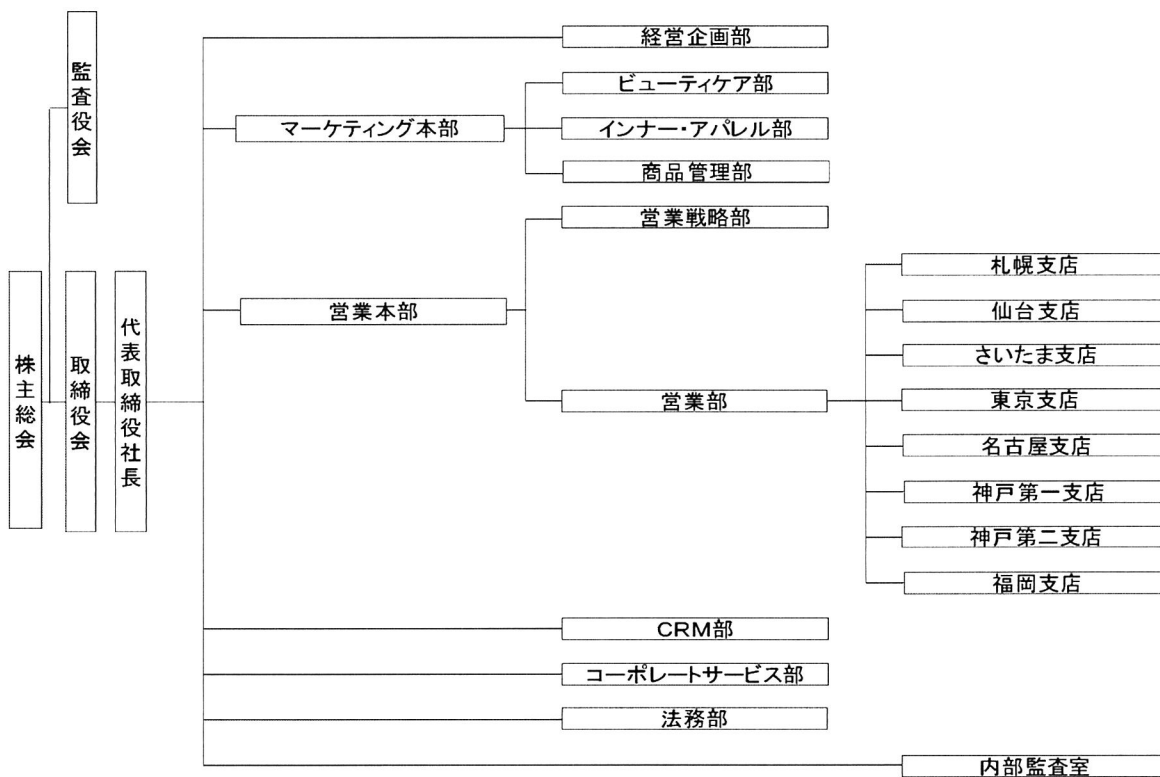 監査役会
株主総会
取締役会
代表取締役社長
経営企画部
マーケティング本部
ビューティケア部
インナー・アパレル部
商品管理部
営業本部
営業戦略部
営業部
札幌支店
仙台支店
さいたま支店
東京支店
名古屋支店
神戸第一支店
神戸第二支店
福岡支店
CRM部
コーポレートサービス部
法務部
内部監査室